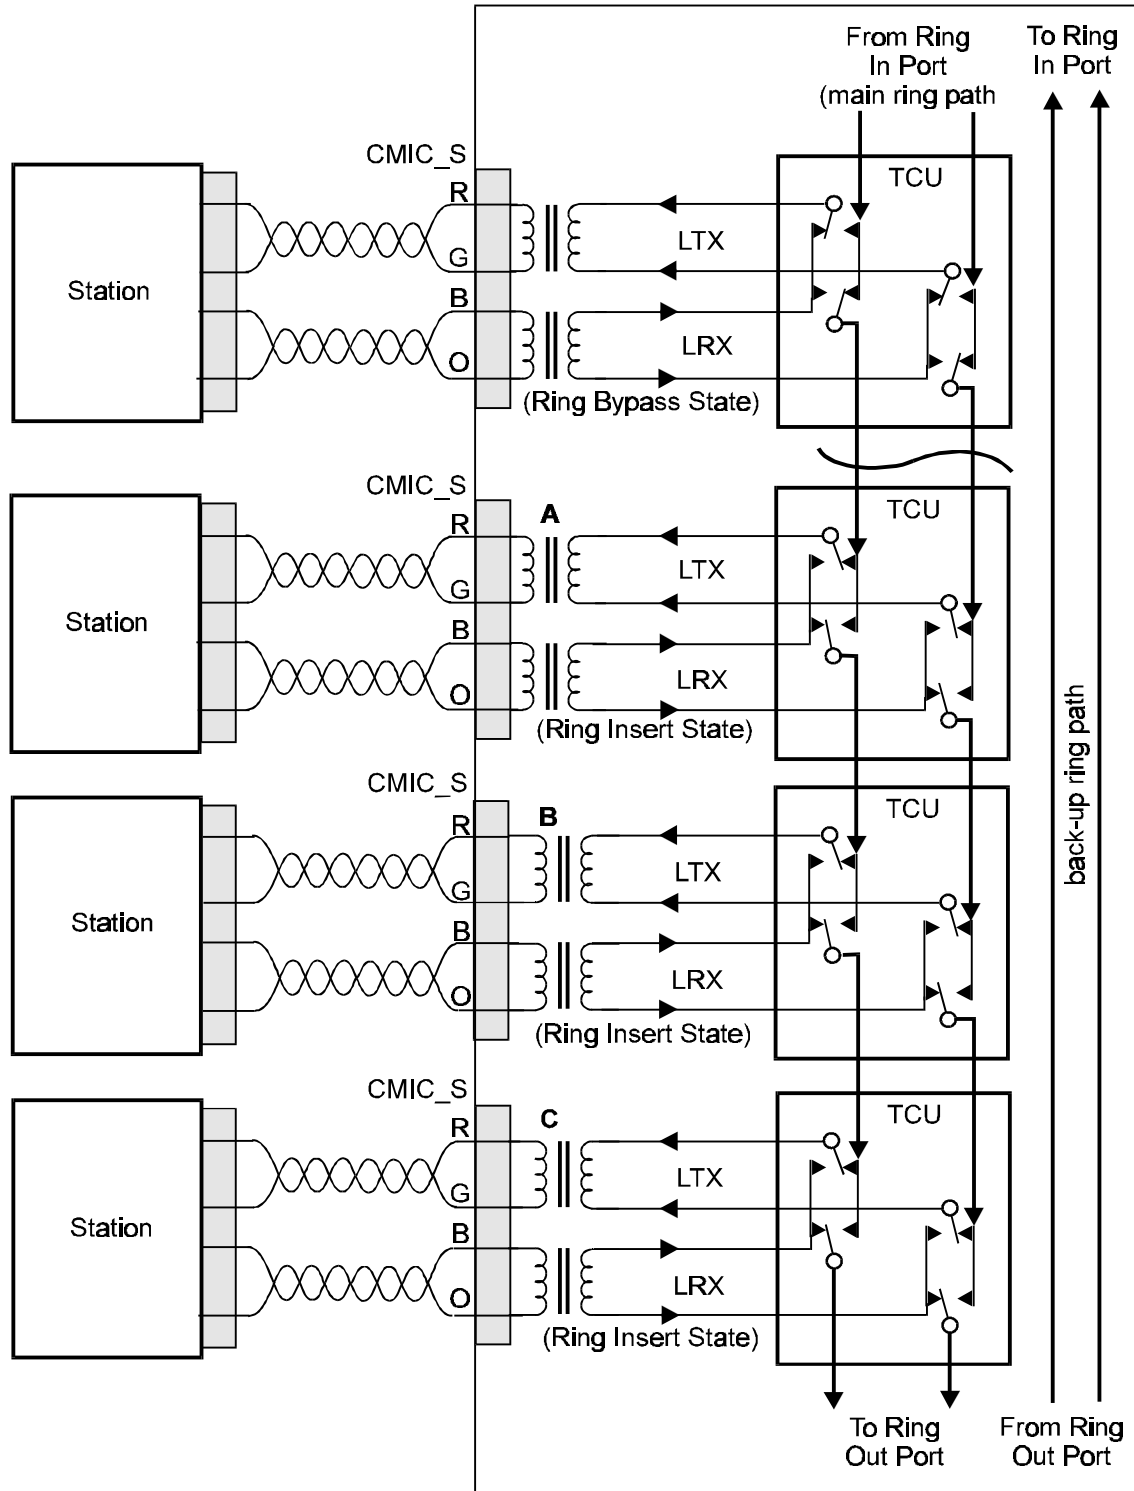 From Ring
In Port
(main ring path
To Ring
In Port
CMIC_S
TCU
R
LTX
G
Station
B
LRX
O
(Ring Bypass State)
CMIC_S
TCU
R
A
LTX
G
Station
B
LRX
O
(Ring Insert State)
back-up ring path
CMIC_S
TCU
R
B
LTX
G
Station
B
LRX
O
(Ring Insert State)
CMIC_S
TCU
R
C
LTX
G
Station
B
LRX
O
(Ring Insert State)
To Ring
Out Port
From Ring
Out Port